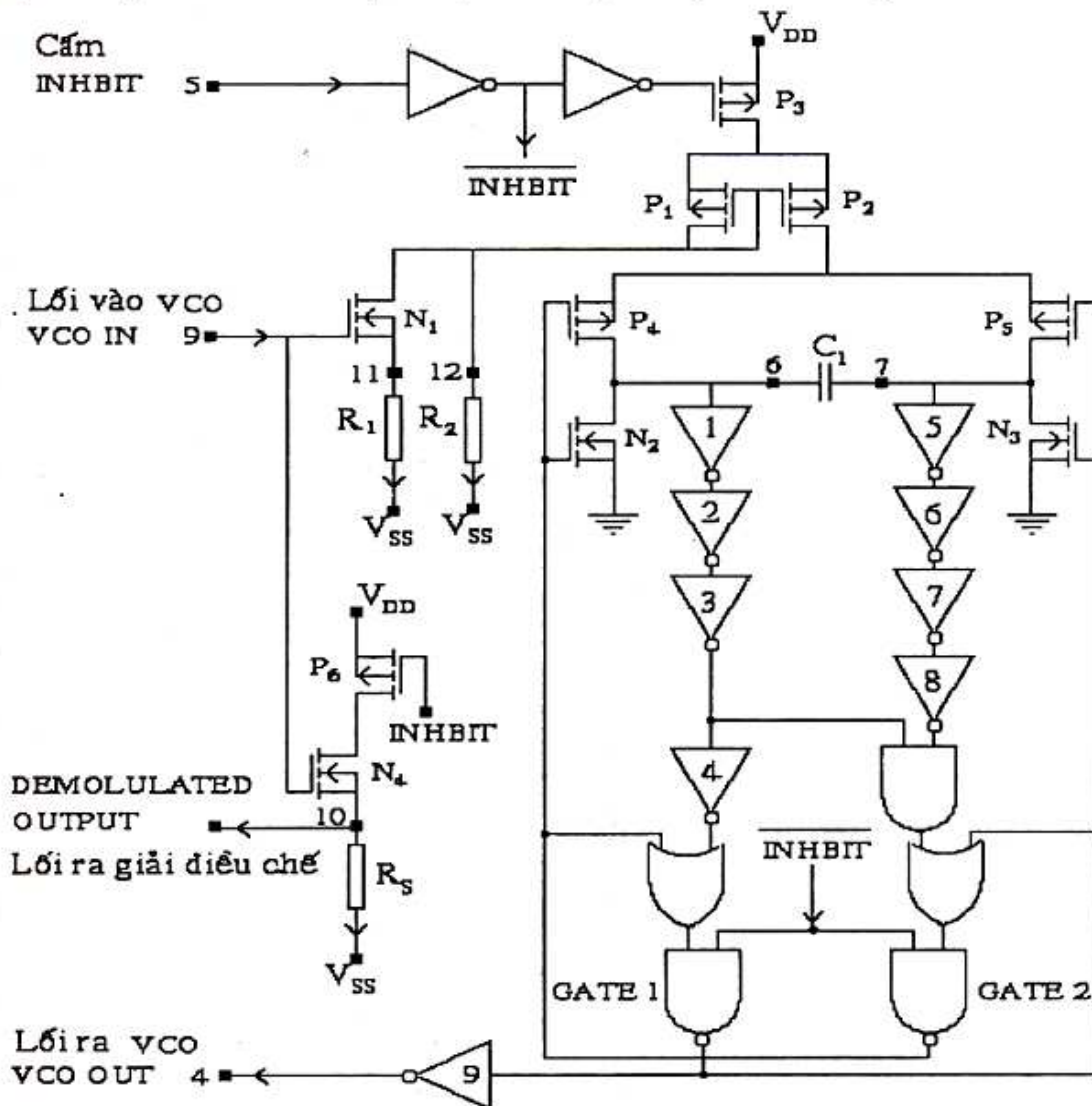 Cấm
INHBIT 5
V_DD
P₃
INHBIT
P₁
P₂
Lối vào VCO
VCO IN 9
N₁
P₄
P₅
11
12
6
C₁
7
R₁
R₂
N₂
N₃
1
5
V_SS
V_SS
2
6
3
7
V_DD
P₆
8
INHBIT
N₄
4
DEMOLULATED
OUTPUT
10
INHBIT
Lối ra giải điều chế
R_S
V_SS
GATE 1
GATE 2
Lối ra VCO
VCO OUT 4
9